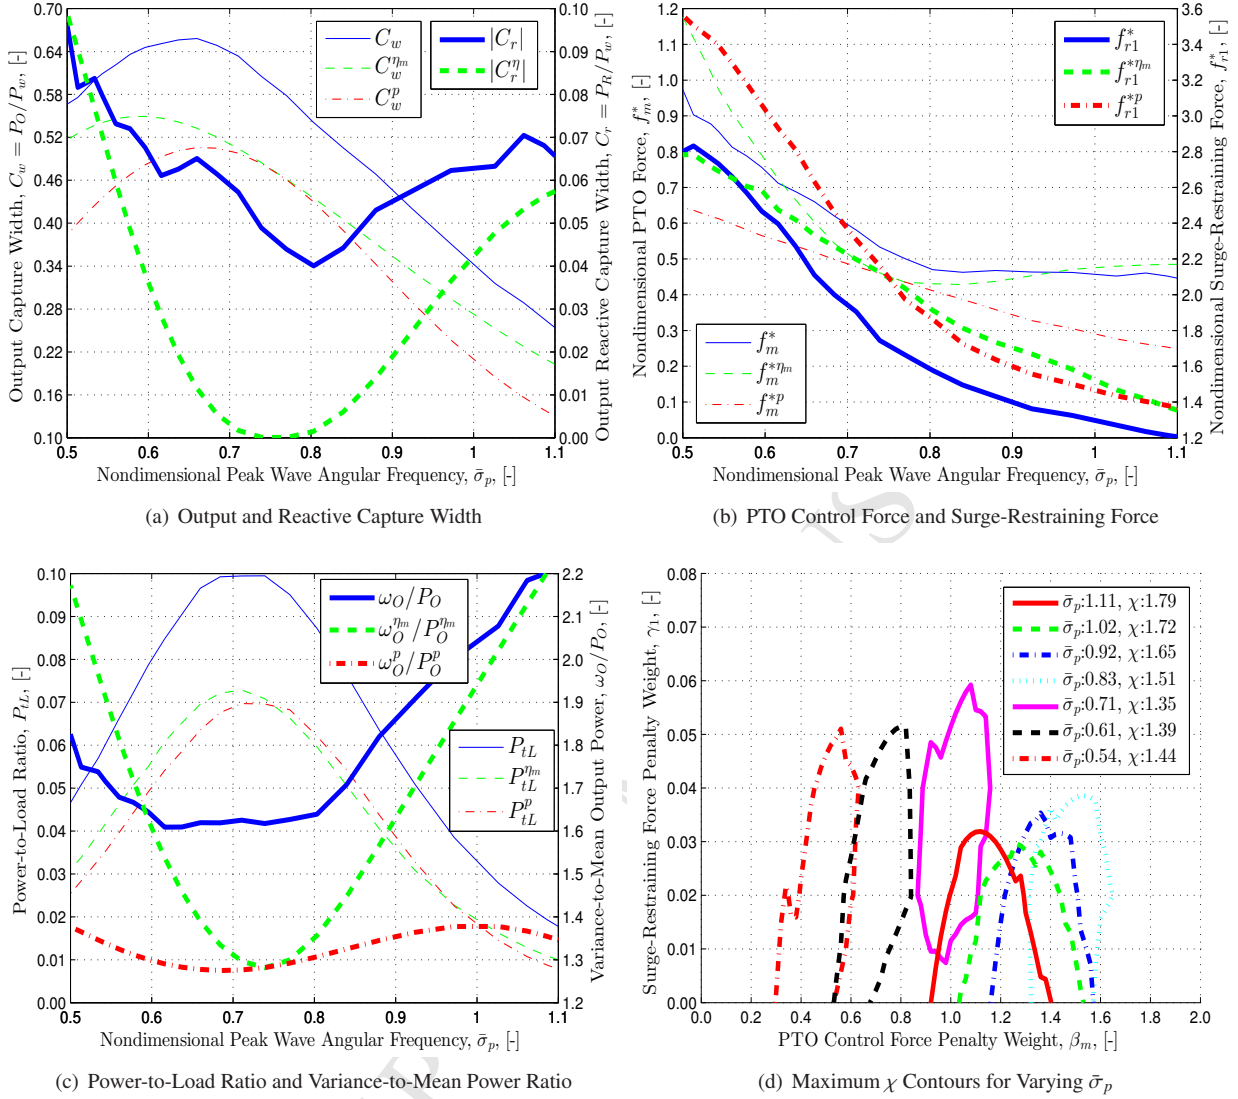 0.70
0.64
0.58
0.52
0.46
0.40
0.34
0.28
0.22
0.16
0.10
Output Capture Width, C_w = P_O/P_w, [-]
C_w
C_w^{η_m}
C_w^p
|C_r|
|C_r^η|
0.10
0.09
0.08
0.07
0.06
0.05
0.04
0.03
0.02
0.01
0.00
Output Reactive Capture Width, C_r = P_R/P_w, [-]
0.5 0.6 0.7 0.8 0.9 1 1.1
Nondimensional Peak Wave Angular Frequency, σ̄_p, [-]
(a) Output and Reactive Capture Width
1.2
1.1
1.0
0.9
0.8
0.7
0.6
0.5
0.4
0.3
0.2
0.1
0.0
Nondimensional PTO Force, f_m^*, [-]
f_{r1}^*
f_{r1}^{*η_m}
f_{r1}^{*p}
f_m^*
f_m^{*η_m}
f_m^{*p}
3.6
3.4
3.2
3.0
2.8
2.6
2.4
2.2
2.0
1.8
1.6
1.4
1.2
Nondimensional Surge-Restraining Force, f_{r1}^*, [-]
0.5 0.6 0.7 0.8 0.9 1 1.1
Nondimensional Peak Wave Angular Frequency, σ̄_p, [-]
(b) PTO Control Force and Surge-Restraining Force
0.10
0.09
0.08
0.07
0.06
0.05
0.04
0.03
0.02
0.01
0.00
Power-to-Load Ratio, P_{tL}, [-]
ω_O/P_O
ω_O^{η_m}/P_O^{η_m}
ω_O^p/P_O^p
P_{tL}
P_{tL}^{η_m}
P_{tL}^p
2.2
2.1
2.0
1.9
1.8
1.7
1.6
1.5
1.4
1.3
1.2
Variance-to-Mean Output Power, ω_O/P_O, [-]
0.5 0.6 0.7 0.8 0.9 1 1.1
Nondimensional Peak Wave Angular Frequency, σ̄_p, [-]
(c) Power-to-Load Ratio and Variance-to-Mean Power Ratio
0.08
0.07
0.06
0.05
0.04
0.03
0.02
0.01
0.00
Surge-Restraining Force Penalty Weight, γ_1, [-]
σ̄_p:1.11, χ:1.79
σ̄_p:1.02, χ:1.72
σ̄_p:0.92, χ:1.65
σ̄_p:0.83, χ:1.51
σ̄_p:0.71, χ:1.35
σ̄_p:0.61, χ:1.39
σ̄_p:0.54, χ:1.44
0.0 0.2 0.4 0.6 0.8 1.0 1.2 1.4 1.6 1.8 2.0
PTO Control Force Penalty Weight, β_m, [-]
(d) Maximum χ Contours for Varying σ̄_p